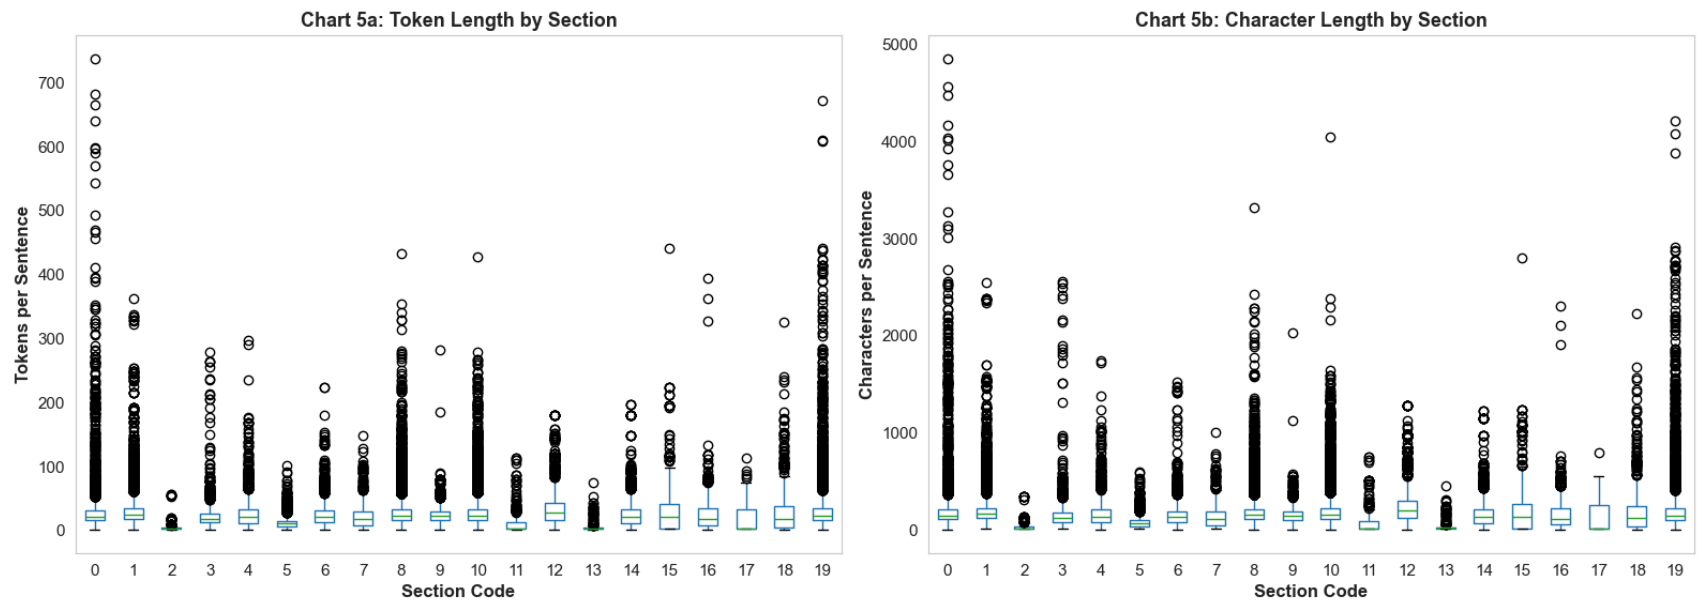 Chart 5a: Token Length by Section
700
600
500
400
300
200
100
0
Tokens per Sentence
0 1 2 3 4 5 6 7 8 9 10 11 12 13 14 15 16 17 18 19
Section Code
Chart 5b: Character Length by Section
5000
4000
3000
2000
1000
0
Characters per Sentence
0 1 2 3 4 5 6 7 8 9 10 11 12 13 14 15 16 17 18 19
Section Code